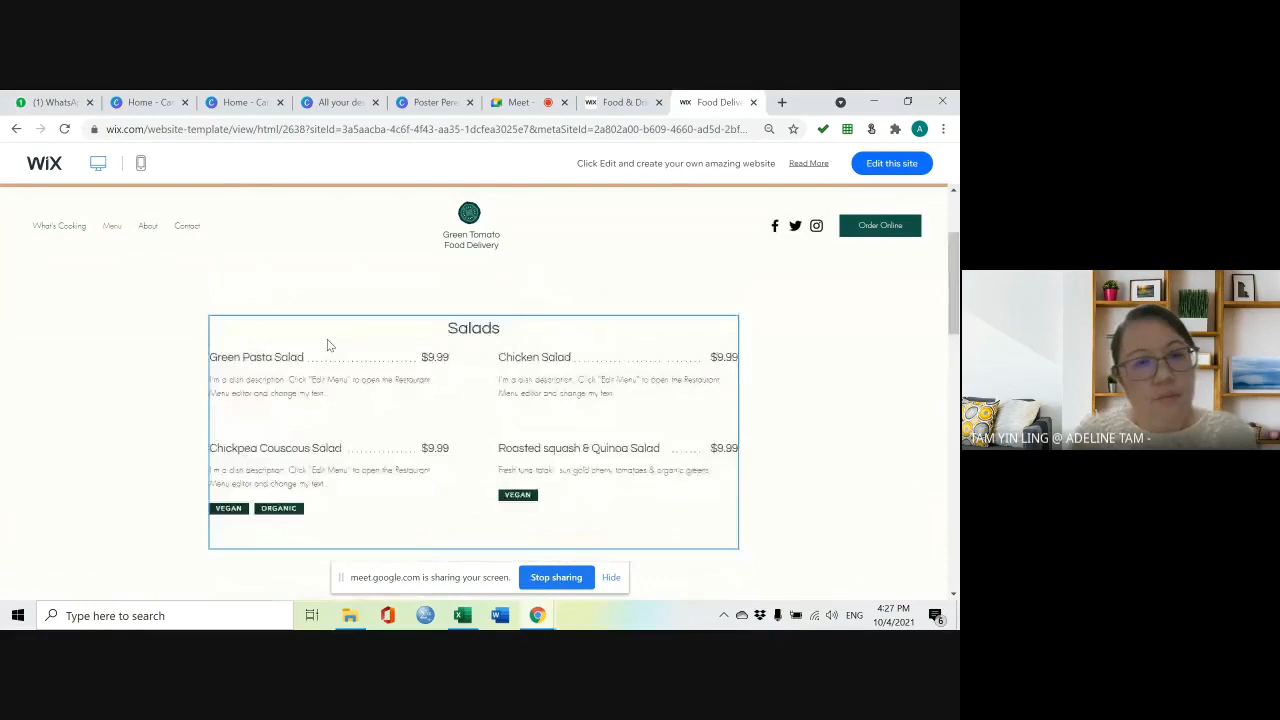 (1) WhatsA
Home - Ca
Home - Ca
All your de
Poster Pere
Meet -
WIX
Food & Dri
WIX
Food Deliv
wix.com/website-template/view/html/2638?siteId=3a5aacba-4c6f-4f43-aa35-1dcfea3025e7&metaSiteId=2a802a00-b609-4660-ad5d-2bf...
A
WiX
Click Edit and create your own amazing website
Read More
Edit this site
What's Cooking
Menu
About
Contact
Green Tomato
Food Delivery
Order Online
Salads
Green Pasta Salad
$9.99
I'm a dish description. Click "Edit Menu" to open the Restaurant
Menu editor and change my text.
Chicken Salad
$9.99
I'm a dish description. Click "Edit Menu" to open the Restaurant
Menu editor and change my text.
Chickpea Couscous Salad
$9.99
I'm a dish description. Click "Edit Menu" to open the Restaurant
Menu editor and change my text.
VEGAN
ORGANIC
Roasted squash & Quinoa Salad
$9.99
Fresh tuna tataki, sun gold cherry tomatoes & organic greens
VEGAN
meet.google.com is sharing your screen.
Stop sharing
Hide
Type here to search
ENG
4:27 PM
10/4/2021
6
TAM YIN LING @ ADELINE TAM -